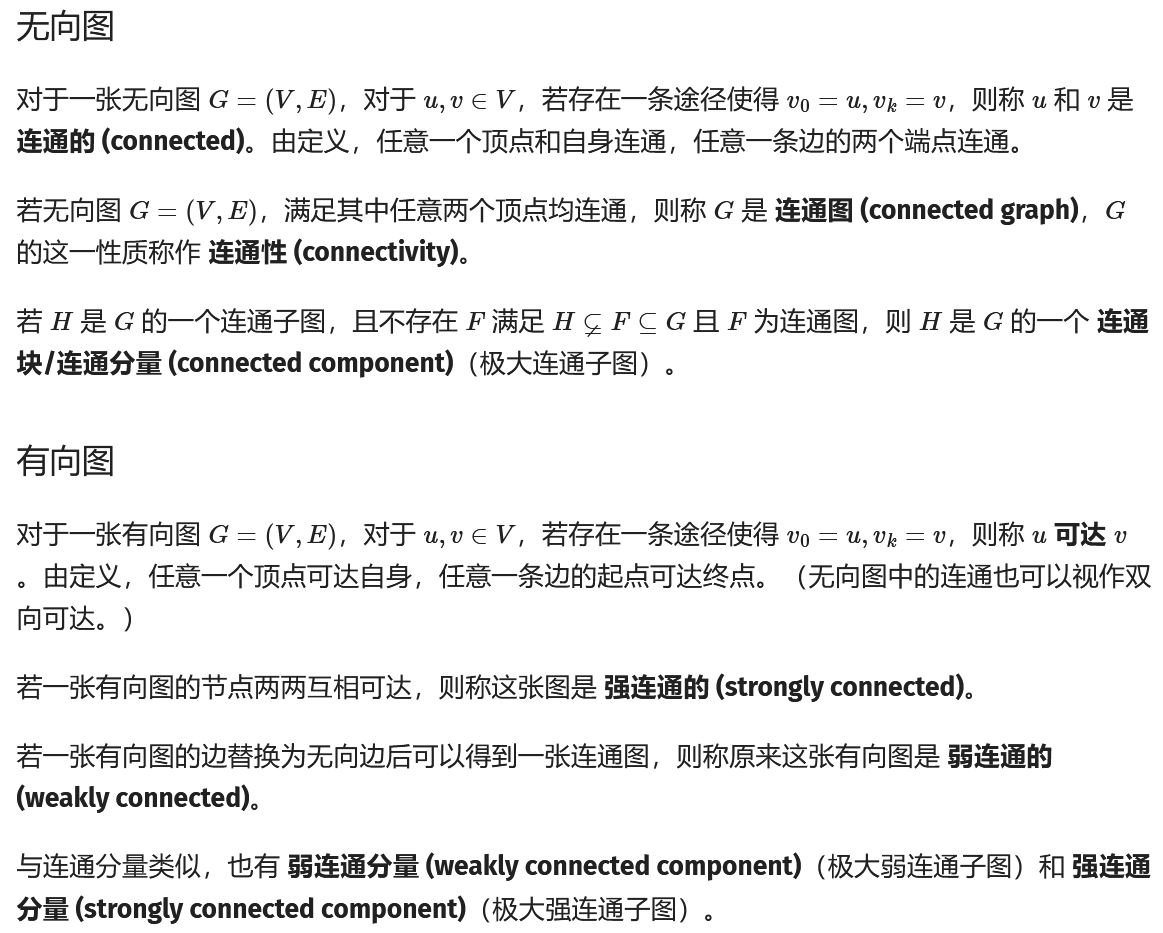 无向图
对于一张无向图 G = (V, E)，对于 u, v ∈ V，若存在一条途径使得 v₀ = u, vₖ = v，则称 u 和 v 是
连通的 (connected)。由定义，任意一个顶点和自身连通，任意一条边的两个端点连通。
若无向图 G = (V, E)，满足其中任意两个顶点均连通，则称 G 是 连通图 (connected graph)，G
的这一性质称作 连通性 (connectivity)。
若 H 是 G 的一个连通子图，且不存在 F 满足 H ⊊ F ⊆ G 且 F 为连通图，则 H 是 G 的一个 连通
块/连通分量 (connected component)（极大连通子图）。
有向图
对于一张有向图 G = (V, E)，对于 u, v ∈ V，若存在一条途径使得 v₀ = u, vₖ = v，则称 u 可达 v
。由定义，任意一个顶点可达自身，任意一条边的起点可达终点。（无向图中的连通也可以视作双
向可达。）
若一张有向图的节点两两互相可达，则称这张图是 强连通的 (strongly connected)。
若一张有向图的边替换为无向边后可以得到一张连通图，则称原来这张有向图是 弱连通的
(weakly connected)。
与连通分量类似，也有 弱连通分量 (weakly connected component)（极大弱连通子图）和 强连通
分量 (strongly connected component)（极大强连通子图）。